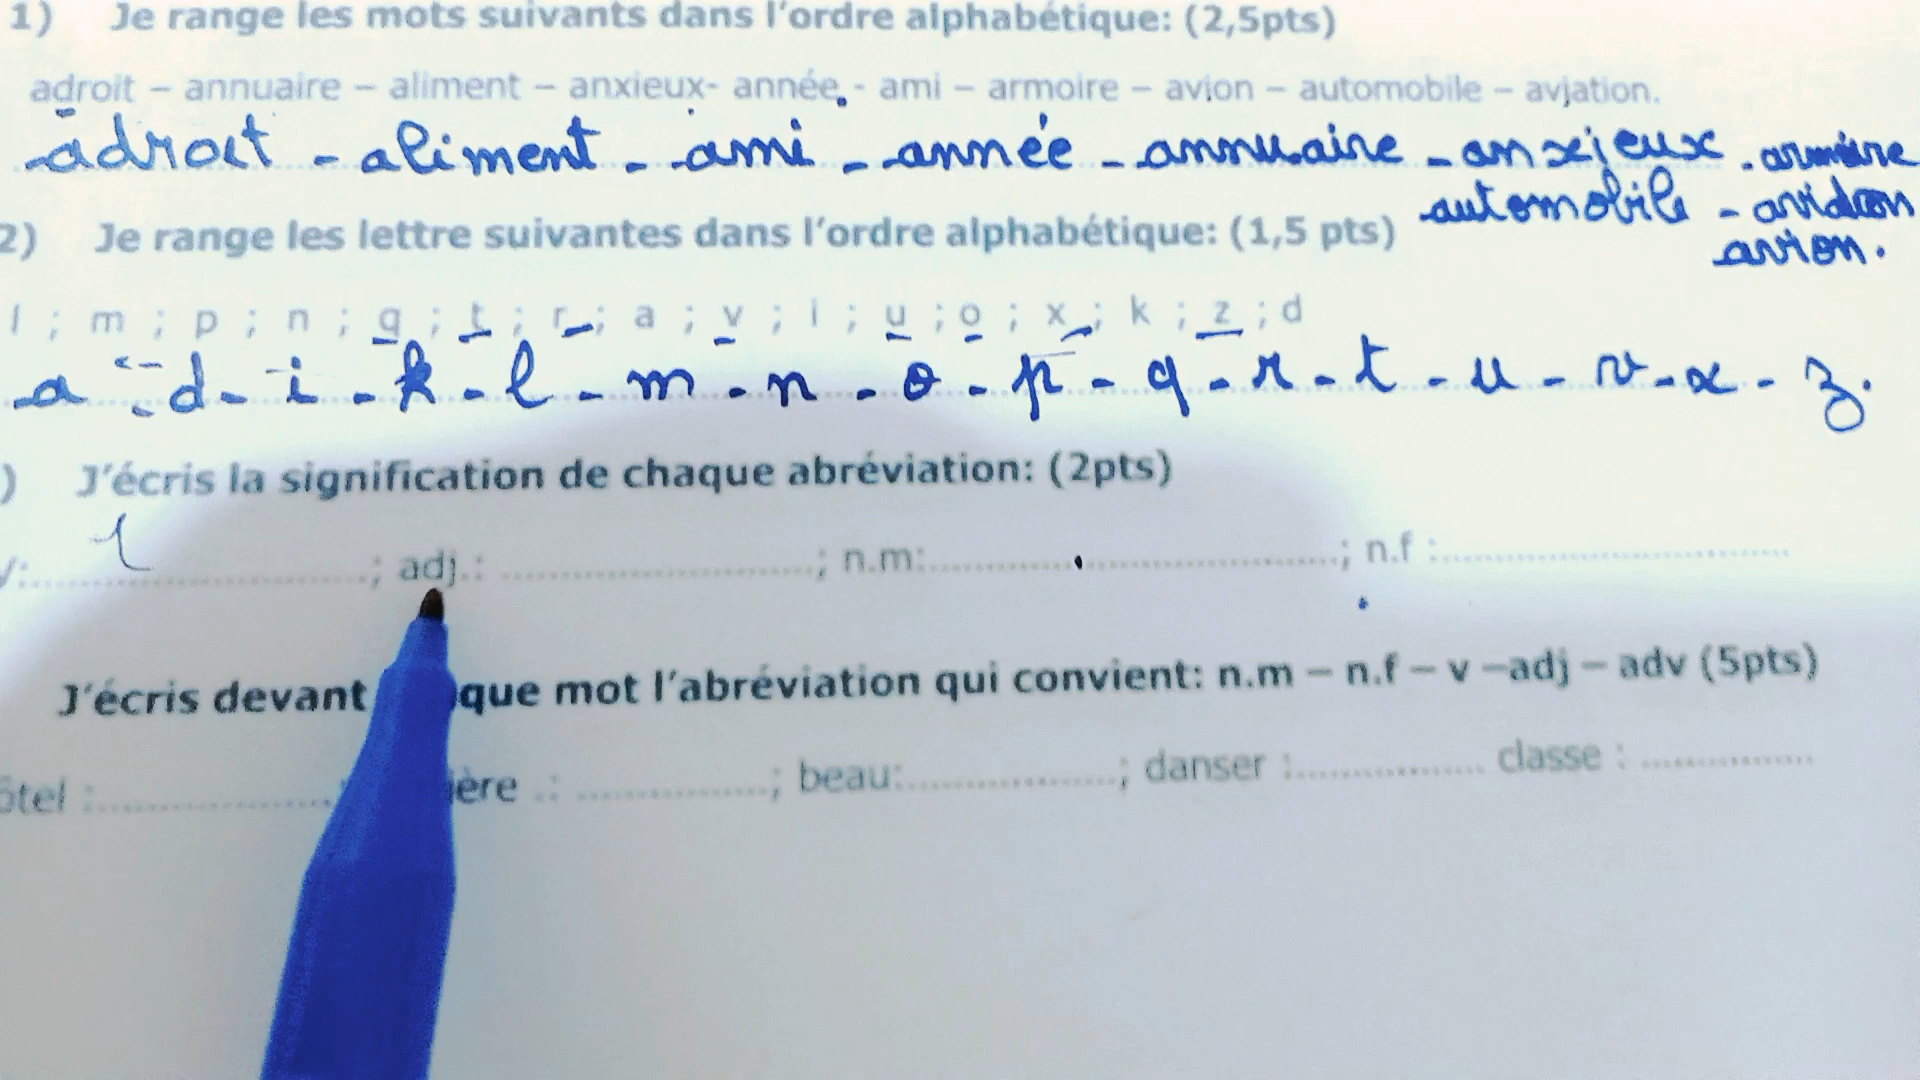 1) Je range les mots suivants dans l'ordre alphabétique: (2,5pts)
adroit – annuaire – aliment – anxieux- année - ami – armoire – avion – automobile – aviation.
adroit - aliment - ami - année - annuaire - anxieux - armoire
automobile -
avion.
2) Je range les lettre suivantes dans l'ordre alphabétique: (1,5 pts)
l ; m ; p ; n ; q ; t ; r ; a ; v ; i ; u ; o ; x ; k ; z ; d
a - d - i - k - l - m - n - o - p - q - r - t - u - v - x - z.
) J'écris la signification de chaque abréviation: (2pts)
v:..............................; adj.: ..............................; n.m:..............................; n.f :..............................
J'écris devant que mot l'abréviation qui convient: n.m – n.f – v –adj – adv (5pts)
ôtel :.................... ère .: ....................; beau:....................; danser :.................... classe : ....................